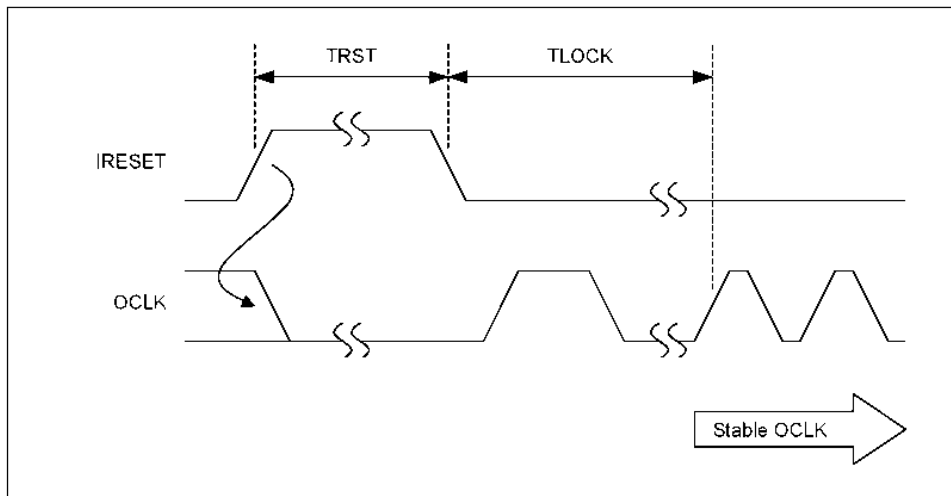 TRST
TLOCK
IRESET
OCLK
Stable OCLK